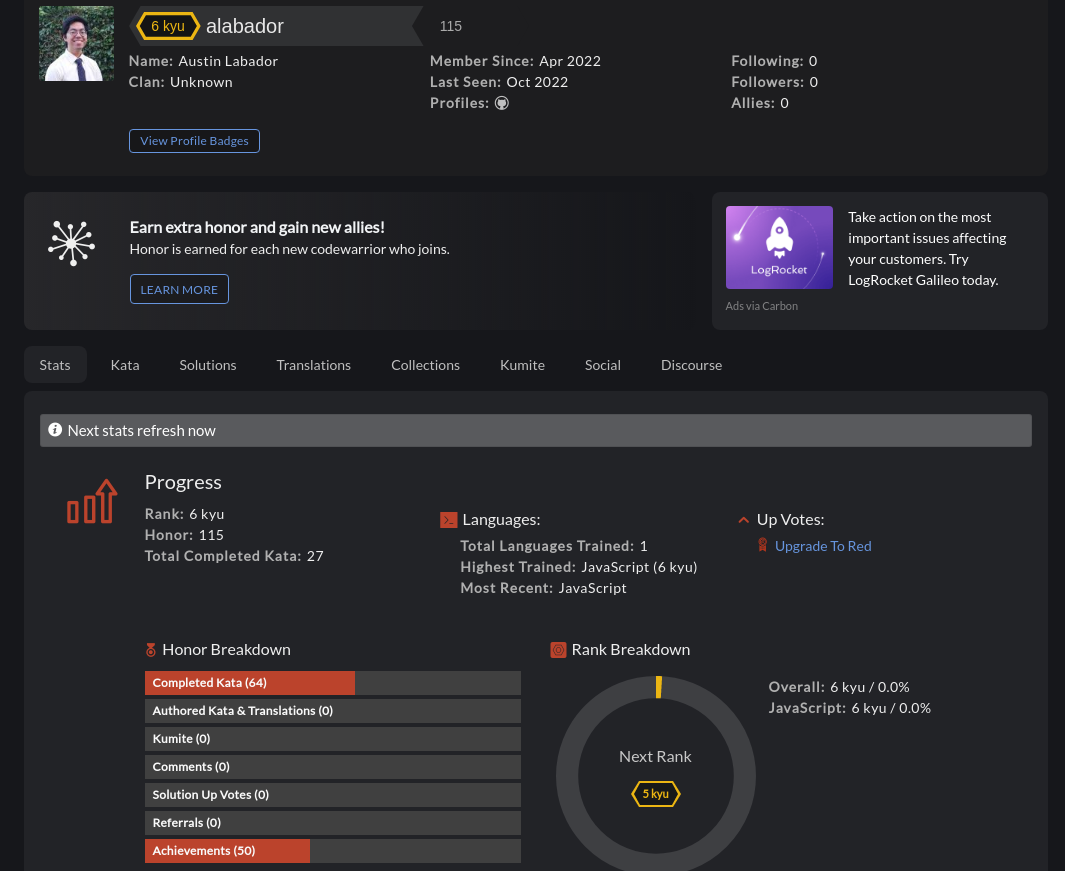 6 kyu alabador 115
Name: Austin Labador
Clan: Unknown
Member Since: Apr 2022
Last Seen: Oct 2022
Profiles:
Following: 0
Followers: 0
Allies: 0
View Profile Badges
Earn extra honor and gain new allies!
Honor is earned for each new codewarrior who joins.
LEARN MORE
LogRocket
Take action on the most
important issues affecting
your customers. Try
LogRocket Galileo today.
Ads via Carbon
Stats Kata Solutions Translations Collections Kumite Social Discourse
Next stats refresh now
Progress
Rank: 6 kyu
Honor: 115
Total Completed Kata: 27
Languages:
Total Languages Trained: 1
Highest Trained: JavaScript (6 kyu)
Most Recent: JavaScript
Up Votes:
Upgrade To Red
Honor Breakdown
Completed Kata (64)
Authored Kata & Translations (0)
Kumite (0)
Comments (0)
Solution Up Votes (0)
Referrals (0)
Achievements (50)
Rank Breakdown
Next Rank
5 kyu
Overall: 6 kyu / 0.0%
JavaScript: 6 kyu / 0.0%